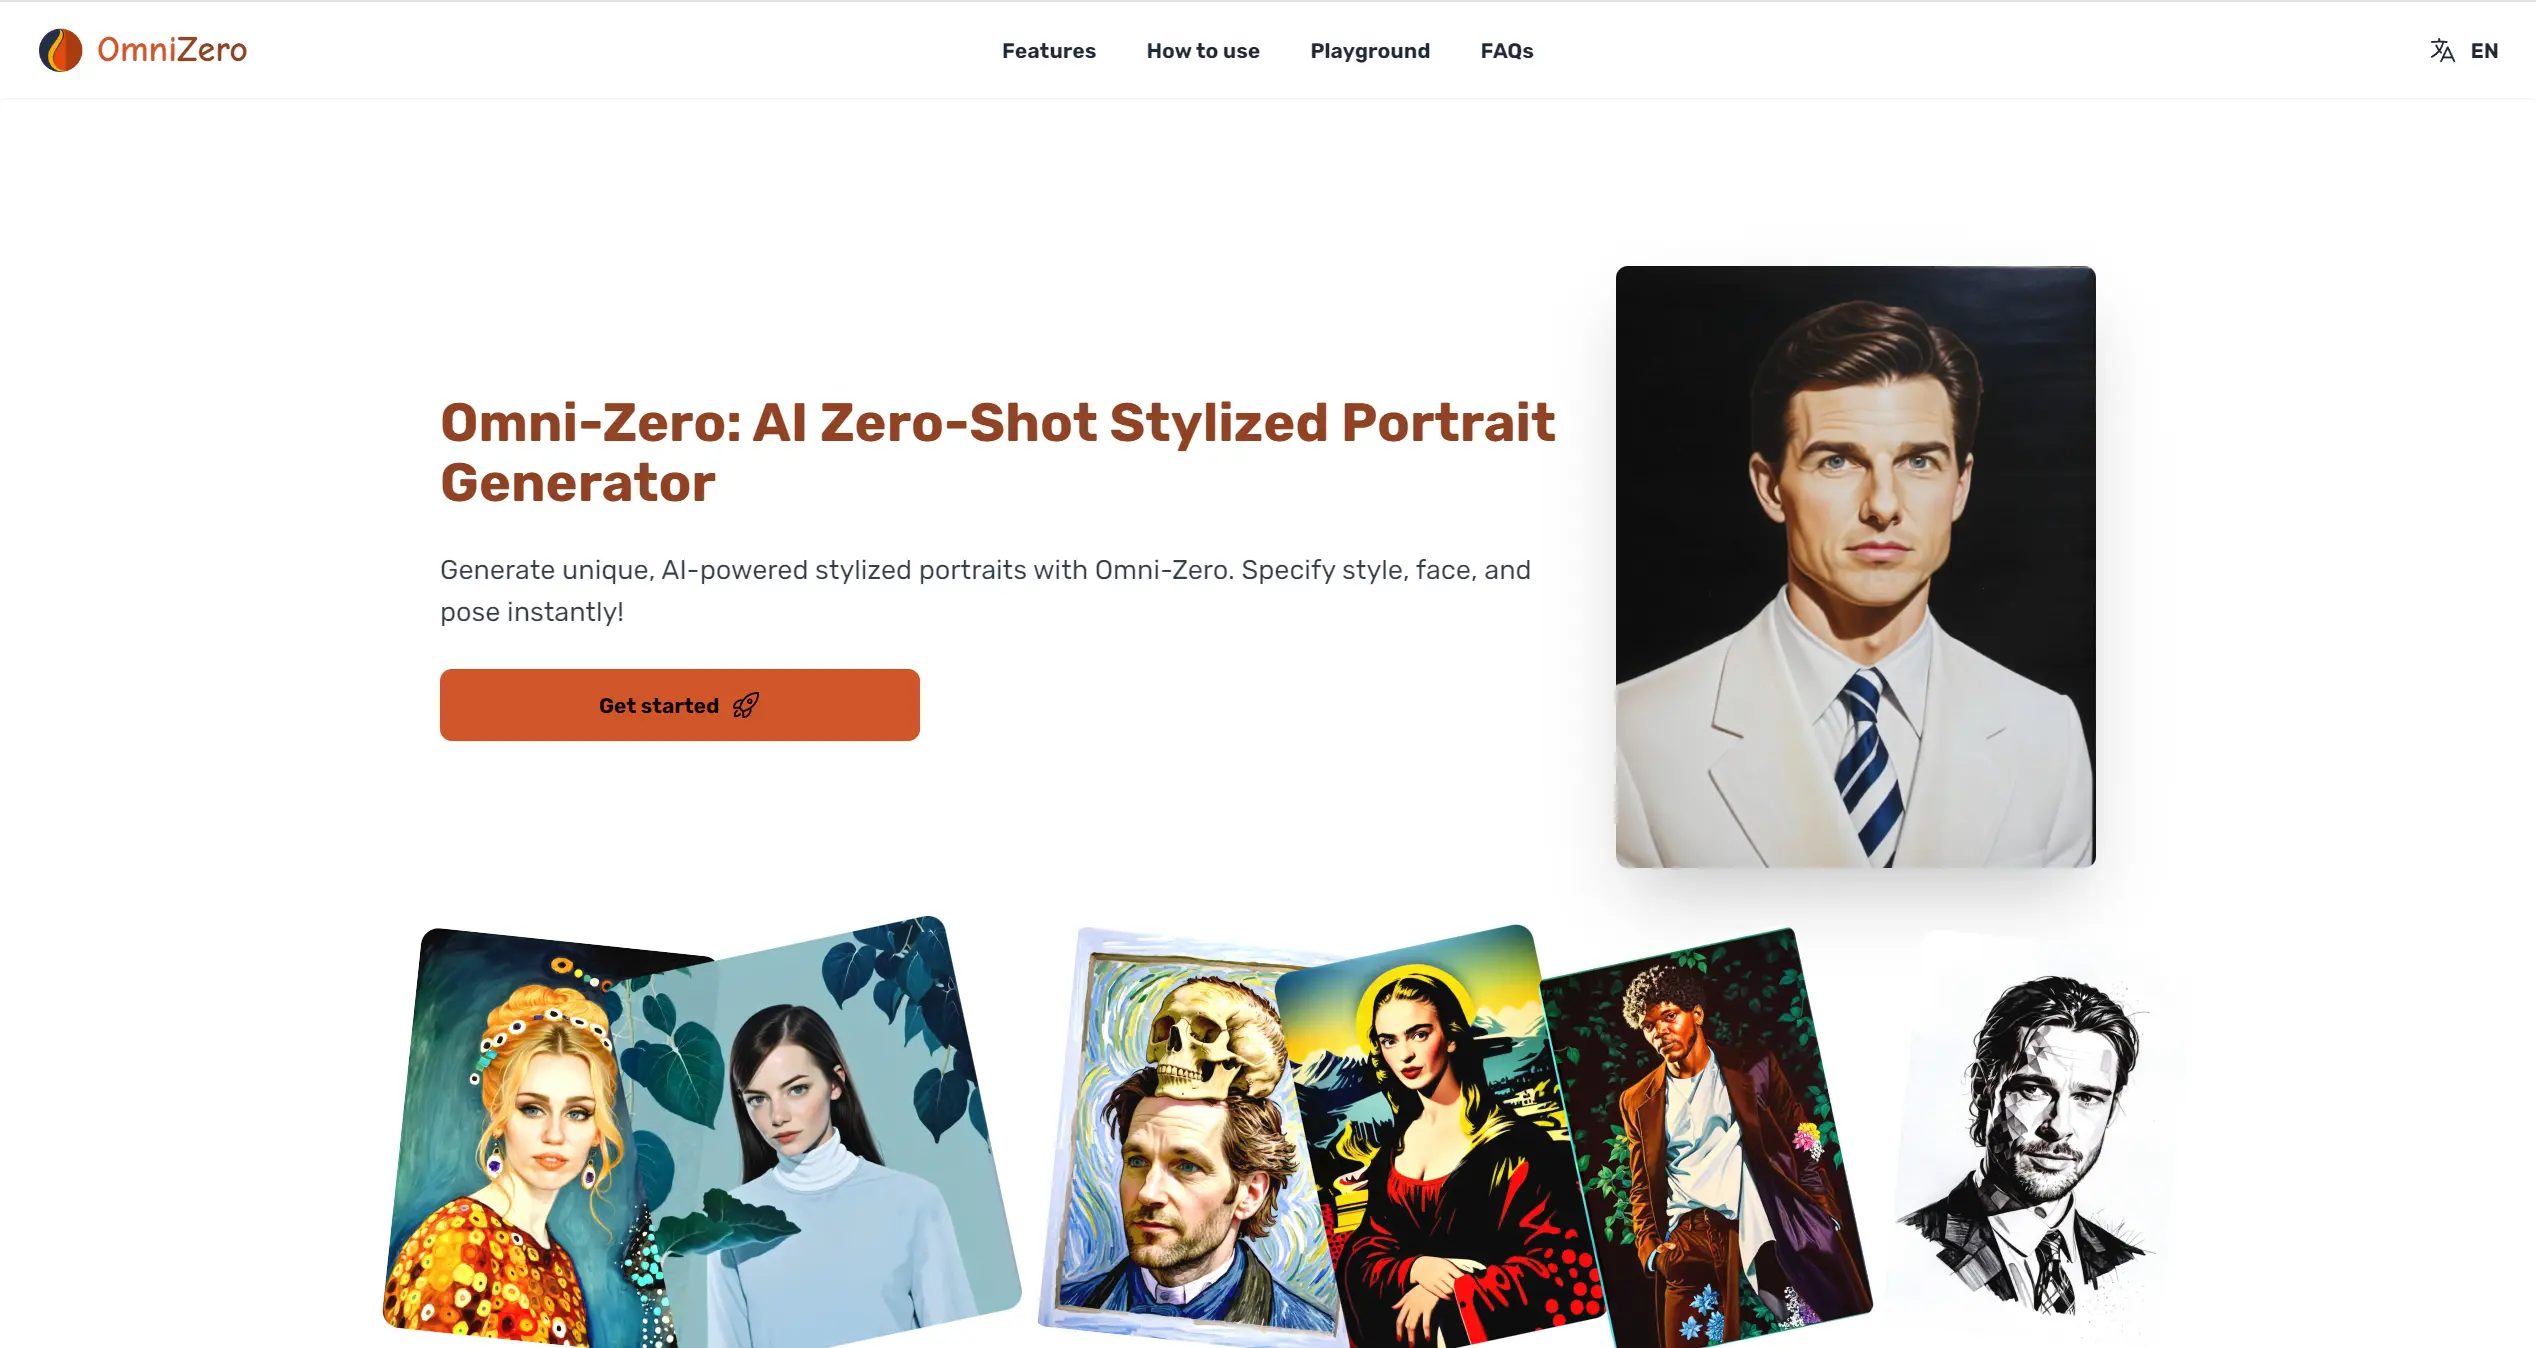 OmniZero
Features
How to use
Playground
FAQs
EN
Omni-Zero: AI Zero-Shot Stylized Portrait
Generator
Generate unique, AI-powered stylized portraits with Omni-Zero. Specify style, face, and
pose instantly!
Get started